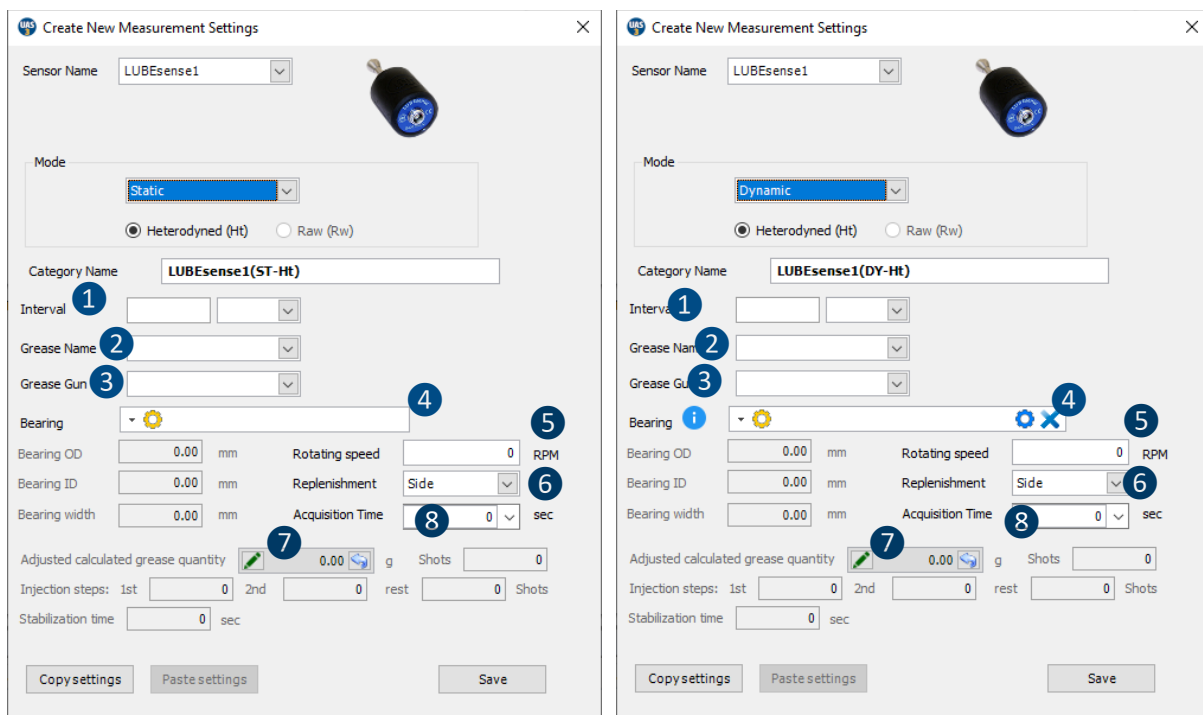 UAS 3 Create New Measurement Settings
Sensor Name LUBEsense1
Mode
Static
Heterodyned (Ht) Raw (Rw)
Category Name LUBEsense1(ST-Ht)
Interval 1
Grease Name 2
Grease Gun 3
Bearing 4
5
Bearing OD 0.00 mm Rotating speed 0 RPM
Bearing ID 0.00 mm Replenishment Side 6
Bearing width 0.00 mm Acquisition Time 8 0 sec
7
Adjusted calculated grease quantity 0.00 g Shots 0
Injection steps: 1st 0 2nd 0 rest 0 Shots
Stabilization time 0 sec
Copy settings Paste settings Save
UAS 3 Create New Measurement Settings
Sensor Name LUBEsense1
Mode
Dynamic
Heterodyned (Ht) Raw (Rw)
Category Name LUBEsense1(DY-Ht)
Interval 1
Grease Name 2
Grease Gu 3
Bearing i 4
5
Bearing OD 0.00 mm Rotating speed 0 RPM
Bearing ID 0.00 mm Replenishment Side 6
Bearing width 0.00 mm Acquisition Time 8 0 sec
7
Adjusted calculated grease quantity 0.00 g Shots 0
Injection steps: 1st 0 2nd 0 rest 0 Shots
Stabilization time 0 sec
Copy settings Paste settings Save